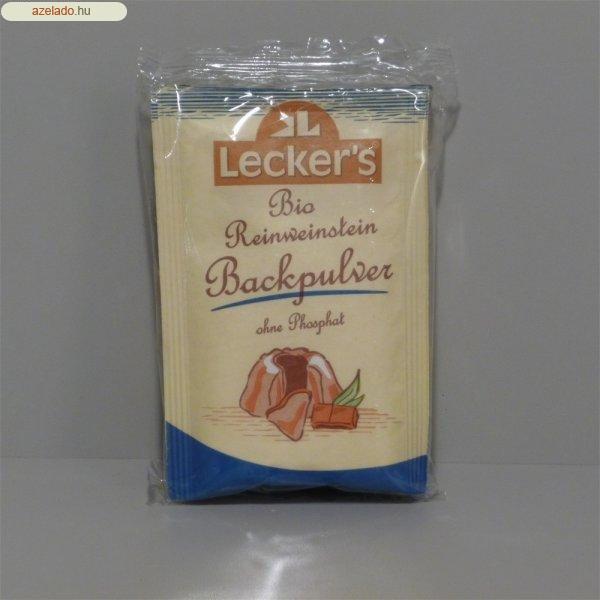 azelado.hu
LECKER'S
Bio
Reinweinstein
Backpulver
ohne Phosphat